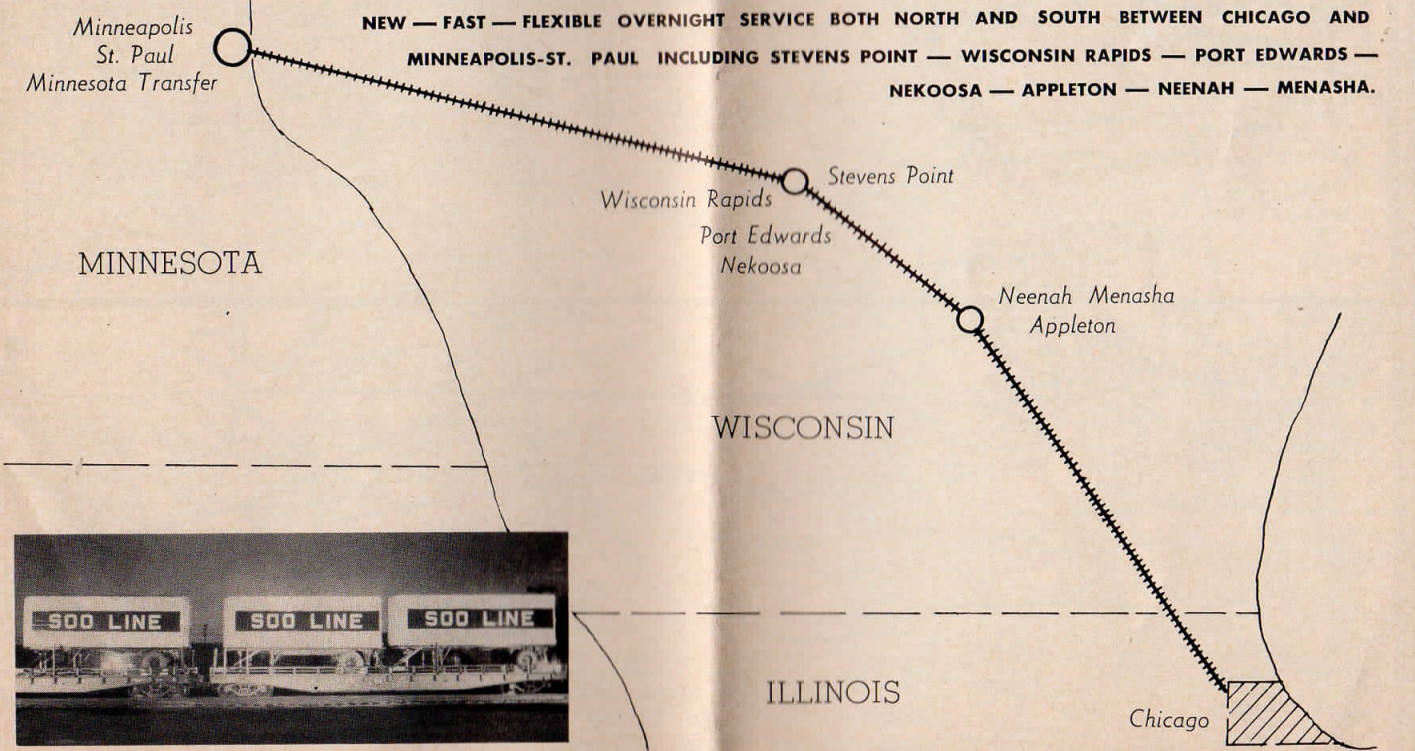 NEW — FAST — FLEXIBLE OVERNIGHT SERVICE BOTH NORTH AND SOUTH BETWEEN CHICAGO AND
MINNEAPOLIS-ST. PAUL INCLUDING STEVENS POINT — WISCONSIN RAPIDS — PORT EDWARDS —
NEKOOSA — APPLETON — NEENAH — MENASHA.
Minneapolis
St. Paul
Minnesota Transfer
Stevens Point
Wisconsin Rapids
Port Edwards
Nekoosa
MINNESOTA
Neenah Menasha
Appleton
WISCONSIN
SOO LINE
SOO LINE
SOO LINE
ILLINOIS
Chicago